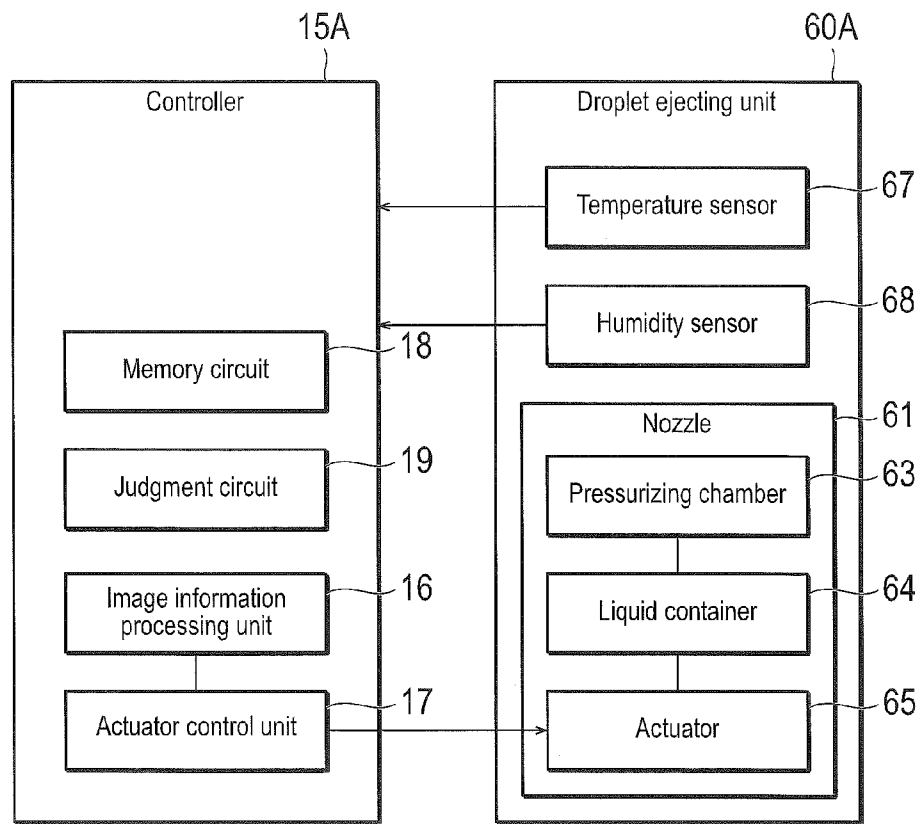 15A
60A
Controller
Droplet ejecting unit
Temperature sensor
67
Humidity sensor
68
Memory circuit
18
Nozzle
61
Judgment circuit
19
Pressurizing chamber
63
Image information
processing unit
16
Liquid container
64
Actuator control unit
17
Actuator
65